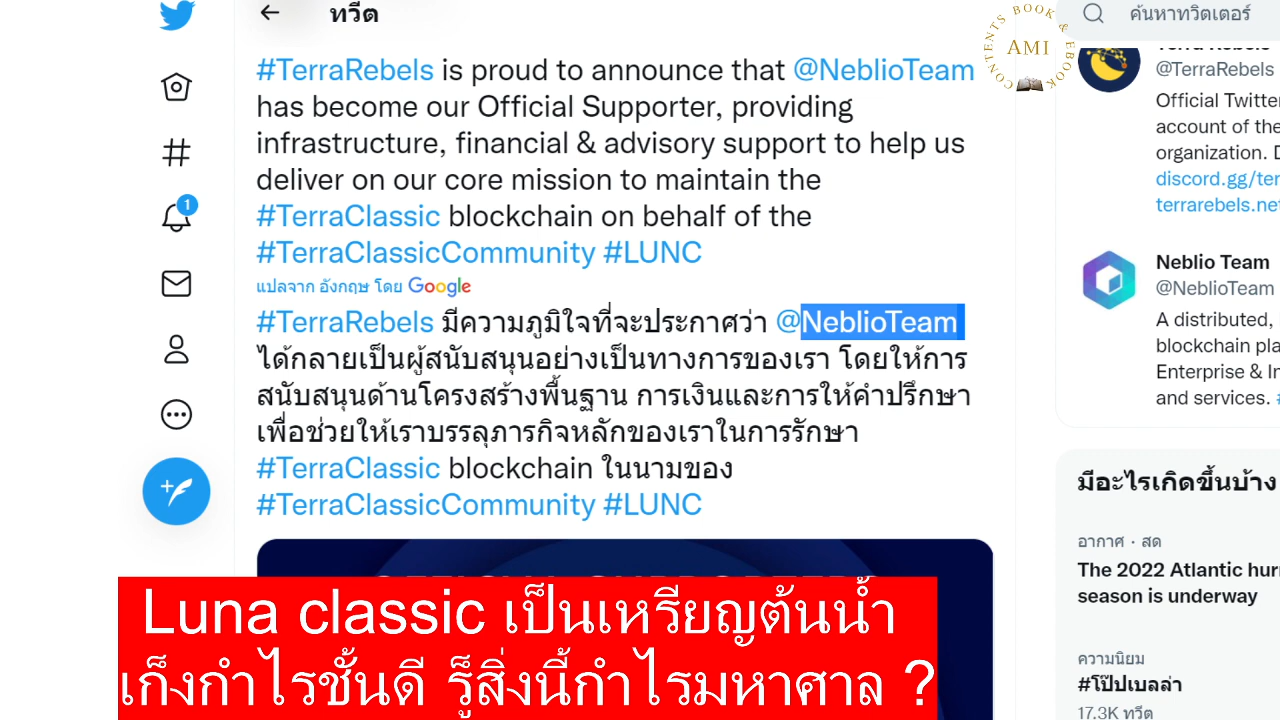 ทวีต
#TerraRebels is proud to announce that @NeblioTeam
has become our Official Supporter, providing
infrastructure, financial & advisory support to help us
deliver on our core mission to maintain the
#TerraClassic blockchain on behalf of the
#TerraClassicCommunity #LUNC
แปลจาก อังกฤษ โดย Google
#TerraRebels มีความภูมิใจที่จะประกาศว่า @NeblioTeam
ได้กลายเป็นผู้สนับสนุนอย่างเป็นทางการของเรา โดยให้การ
สนับสนุนด้านโครงสร้างพื้นฐาน การเงินและการให้คำปรึกษา
เพื่อช่วยให้เราบรรลุภารกิจหลักของเราในการรักษา
#TerraClassic blockchain ในนามของ
#TerraClassicCommunity #LUNC
Luna classic เป็นเหรียญต้นน้ำ
เก็งกำไรชั้นดี รู็สิ่งนี้กำไรมหาศาล ?
1
CONTENTS BOOK & EBOOK
AMI
ค้นหาทวิตเตอร์
@TerraRebels
Official Twitter
account of the
organization. D
discord.gg/ter
terrarebels.net
Neblio Team
@NeblioTeam
A distributed,
blockchain pla
Enterprise & In
and services. #
มีอะไรเกิดขึ้นบ้าง
อากาศ · สด
The 2022 Atlantic hurr
season is underway
ความนิยม
#โป๊ปเบลล่า
17.3K ทวีต